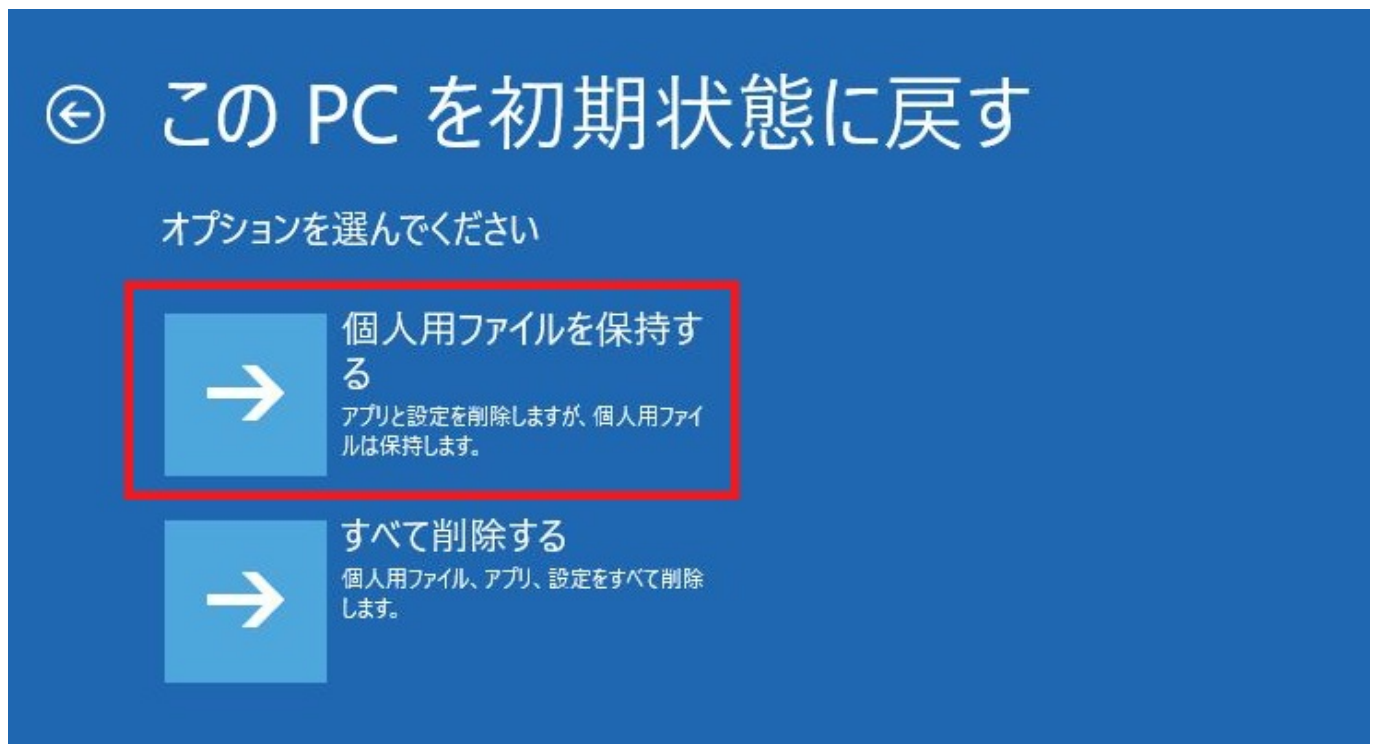 この PC を初期状態に戻す
オプションを選んでください
個人用ファイルを保持す
る
アプリと設定を削除しますが、個人用ファイ
ルは保持します。
すべて削除する
個人用ファイル、アプリ、設定をすべて削除
します。